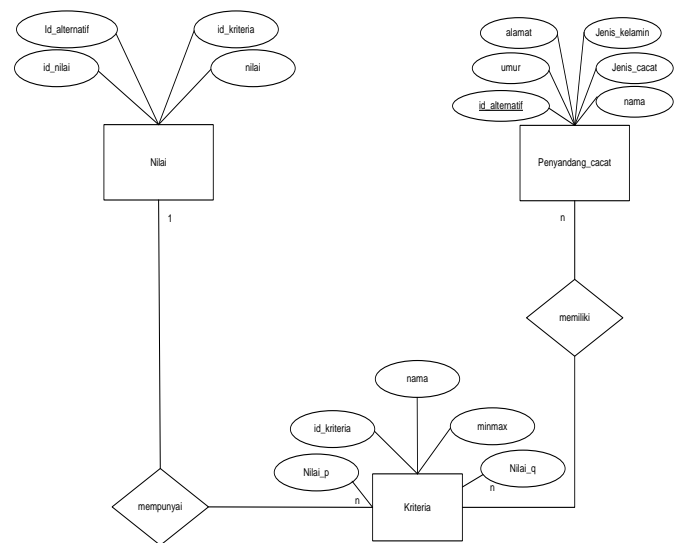 Id_alternatif
id_kriteria
id_nilai
nilai
Nilai
1
alamat
Jenis_kelamin
umur
Jenis_cacat
id_alternatif
nama
Penyandang_cacat
n
memiliki
nama
id_kriteria
minmax
Nilai_p
Nilai_q
n
n
mempunyai
Kriteria